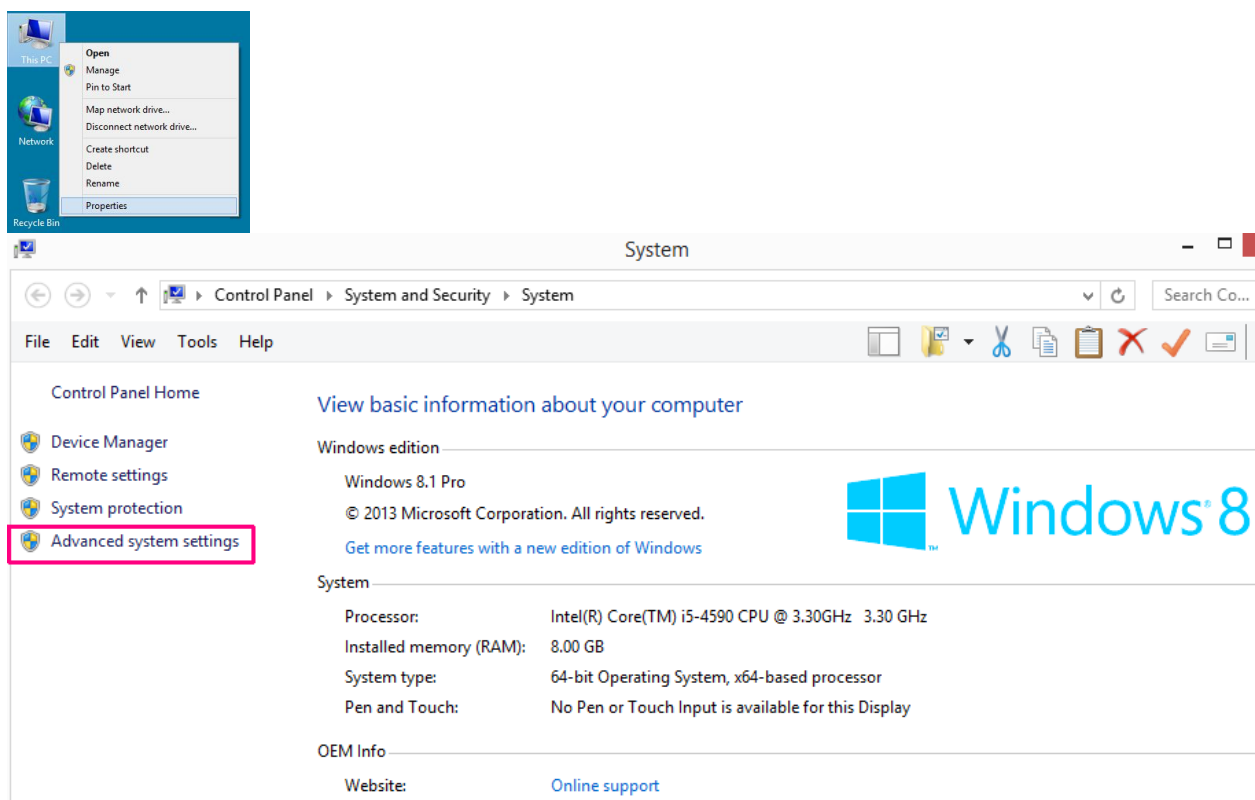 This PC
Open
Manage
Pin to Start
Map network drive...
Disconnect network drive...
Network
Create shortcut
Delete
Rename
Properties
Recycle Bin
System
Control Panel System and Security System
Search Co...
File Edit View Tools Help
Control Panel Home
Device Manager
Remote settings
System protection
Advanced system settings
View basic information about your computer
Windows edition
Windows 8.1 Pro
© 2013 Microsoft Corporation. All rights reserved.
Get more features with a new edition of Windows
Windows® 8
TM
System
Processor: Intel(R) Core(TM) i5-4590 CPU @ 3.30GHz 3.30 GHz
Installed memory (RAM): 8.00 GB
System type: 64-bit Operating System, x64-based processor
Pen and Touch: No Pen or Touch Input is available for this Display
OEM Info
Website: Online support